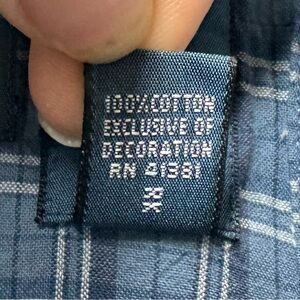 100% COTTON
EXCLUSIVE OF
DECORATION
RN 41381